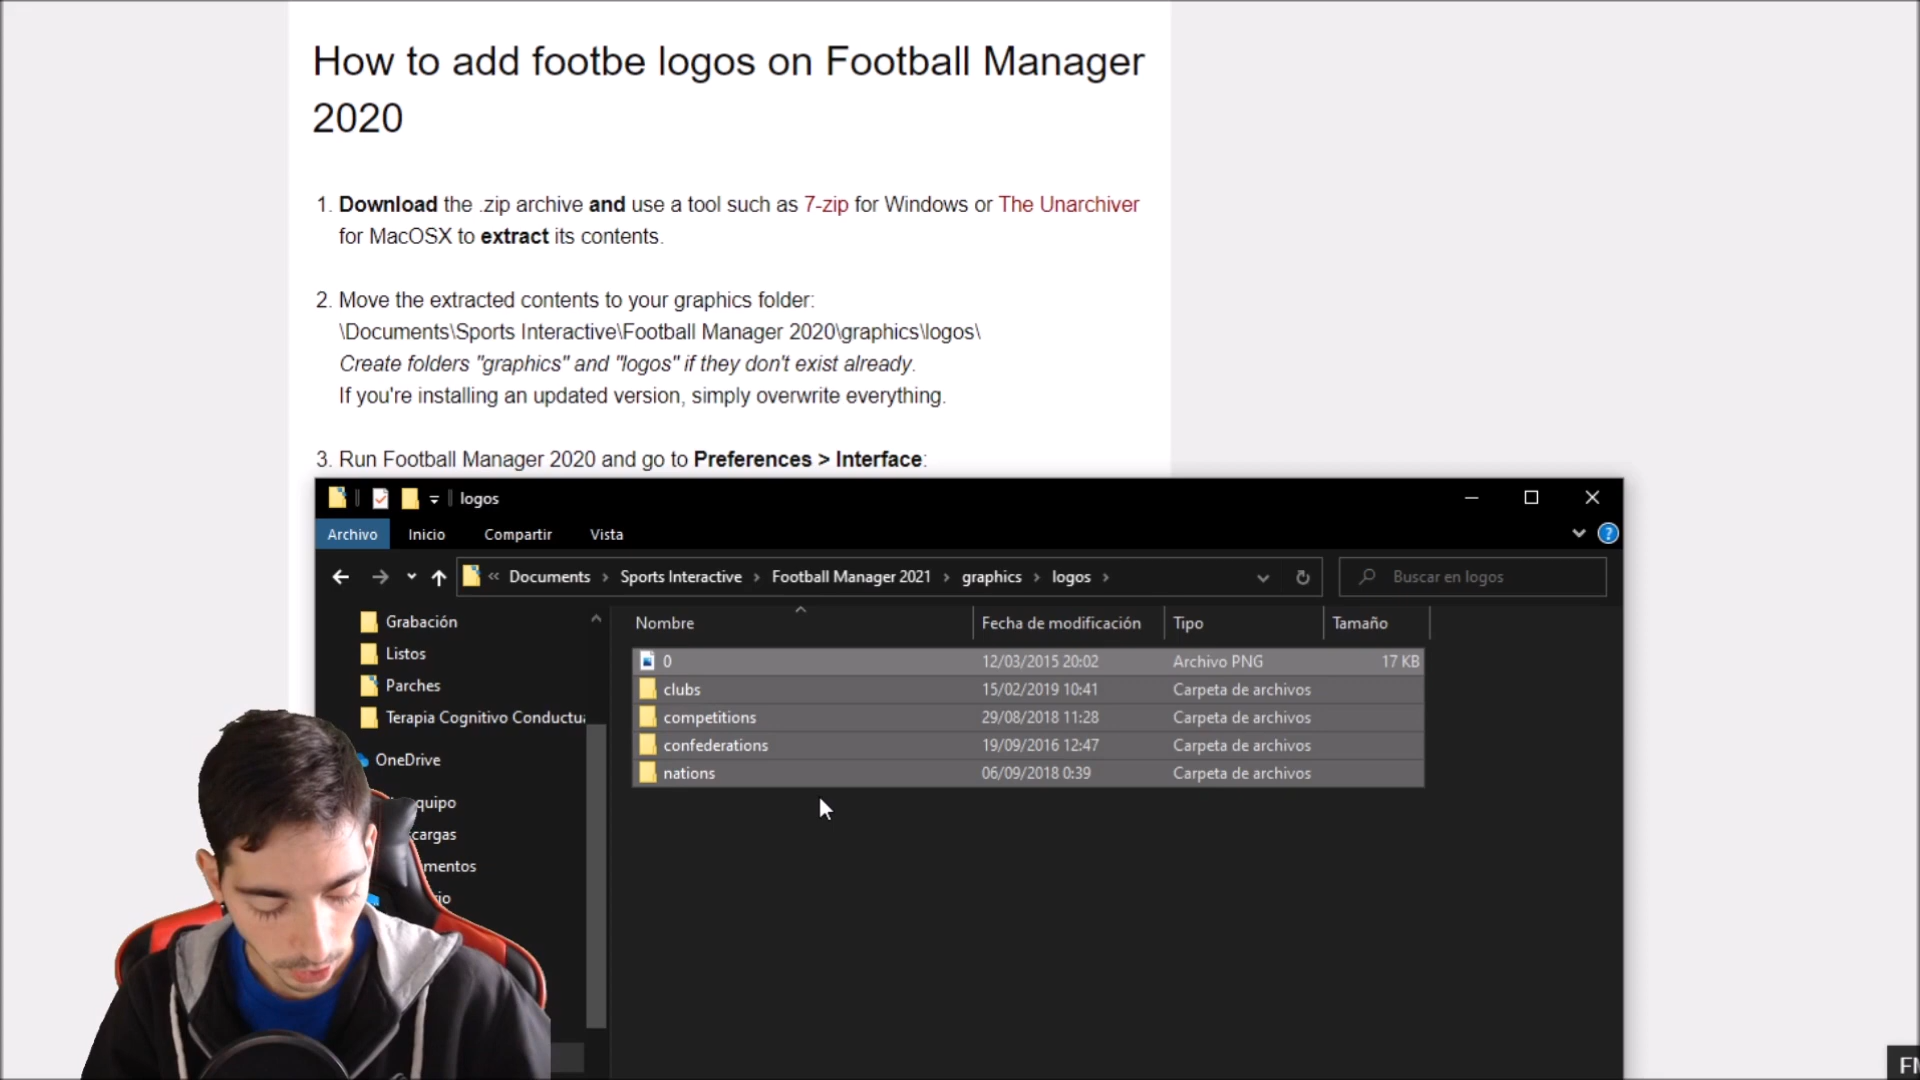 How to add footbe logos on Football Manager
2020
1. Download the .zip archive and use a tool such as 7-zip for Windows or The Unarchiver
for MacOSX to extract its contents.
2. Move the extracted contents to your graphics folder:
\Documents\Sports Interactive\Football Manager 2020\graphics\logos\
Create folders "graphics" and "logos" if they don't exist already.
If you're installing an updated version, simply overwrite everything.
3. Run Football Manager 2020 and go to Preferences > Interface:
logos
Archivo Inicio Compartir Vista
« Documents › Sports Interactive › Football Manager 2021 › graphics › logos › Buscar en logos
Grabación
Listos
Parches
Terapia Cognitivo Conductu
OneDrive
quipo
cargas
mentos
io
Nombre Fecha de modificación Tipo Tamaño
0 12/03/2015 20:02 Archivo PNG 17 KB
clubs 15/02/2019 10:41 Carpeta de archivos
competitions 29/08/2018 11:28 Carpeta de archivos
confederations 19/09/2016 12:47 Carpeta de archivos
nations 06/09/2018 0:39 Carpeta de archivos